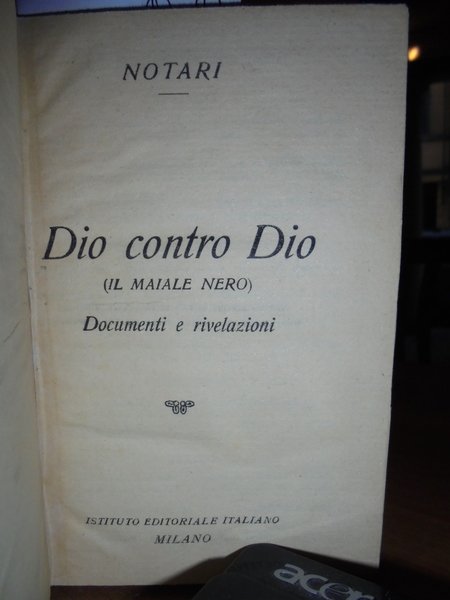 NOTARI
Dio contro Dio
(IL MAIALE NERO)
Documenti e rivelazioni
ISTITUTO EDITORIALE ITALIANO
MILANO
acer